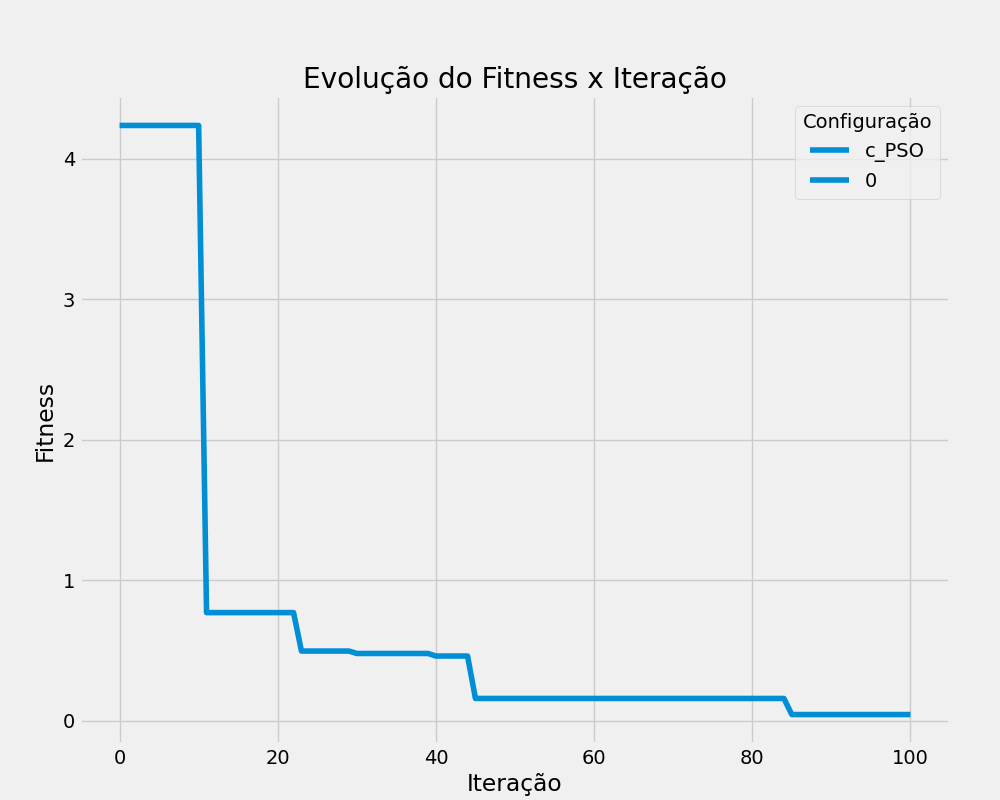 Evolução do Fitness x Iteração
Configuração
c_PSO
0
Fitness
4
3
2
1
0
0 20 40 60 80 100
Iteração